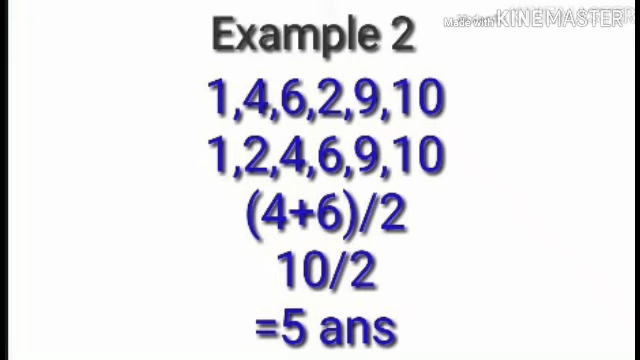 Made with KINEMASTER
Example 2
1,4,6,2,9,10
1,2,4,6,9,10
(4+6)/2
10/2
=5 ans